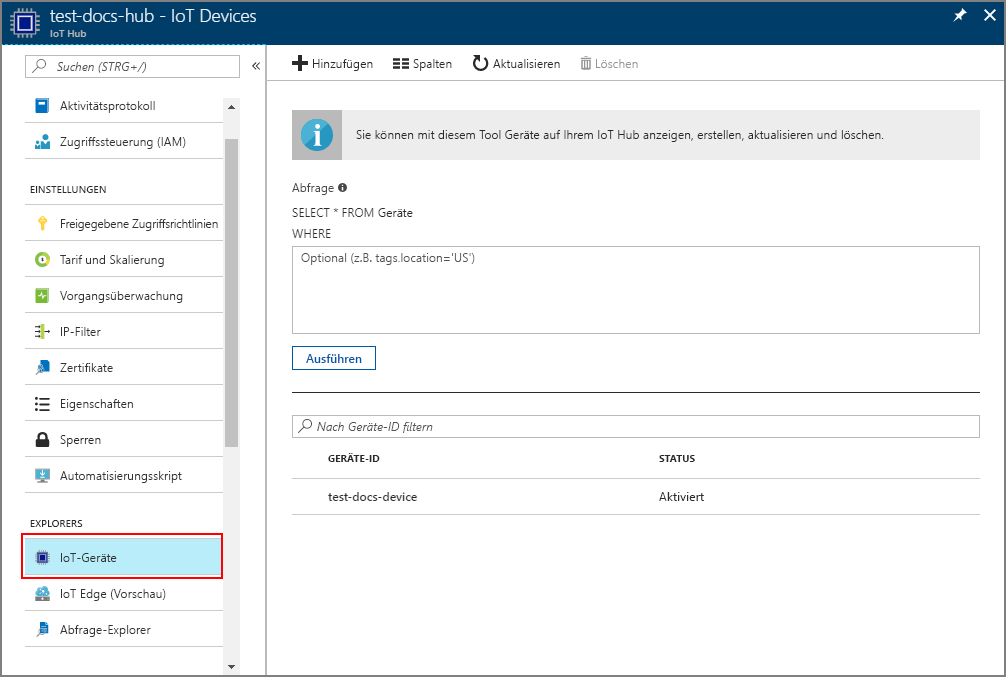 test-docs-hub - IoT Devices
IoT Hub
Suchen (STRG+/)
«
Aktivitätsprotokoll
Zugriffssteuerung (IAM)
EINSTELLUNGEN
Freigegebene Zugriffsrichtlinien
Tarif und Skalierung
Vorgangsüberwachung
IP-Filter
Zertifikate
Eigenschaften
Sperren
Automatisierungsskript
EXPLORERS
IoT-Geräte
IoT Edge (Vorschau)
Abfrage-Explorer
Hinzufügen Spalten Aktualisieren Löschen
Sie können mit diesem Tool Geräte auf Ihrem IoT Hub anzeigen, erstellen, aktualisieren und löschen.
Abfrage
SELECT * FROM Geräte
WHERE
Optional (z.B. tags.location='US')
Ausführen
Nach Geräte-ID filtern
GERÄTE-ID STATUS
test-docs-device Aktiviert